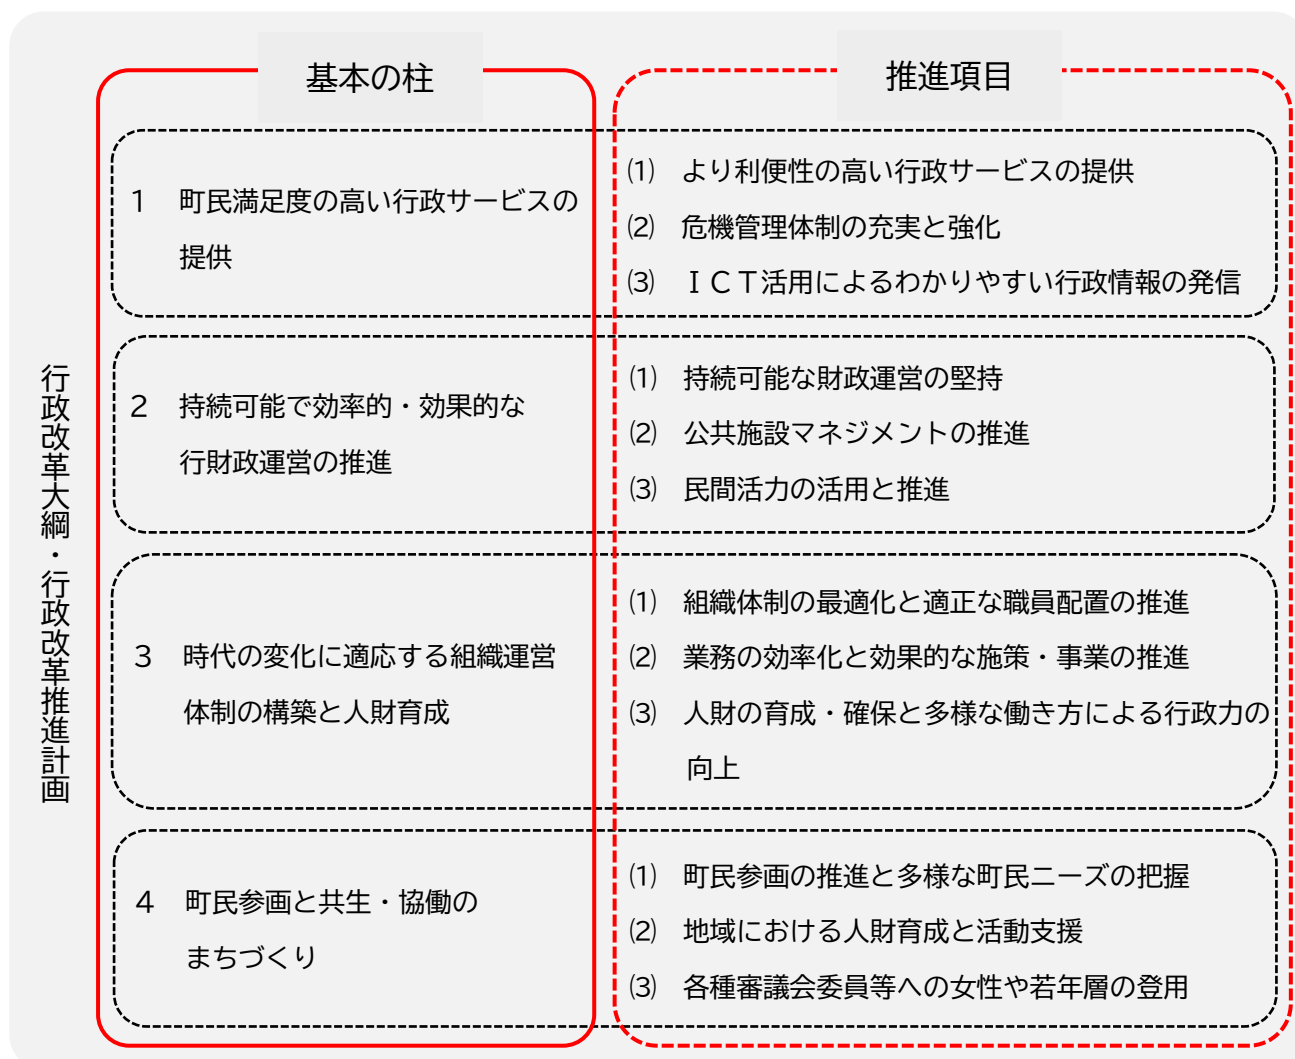 行政改革大綱・行政改革推進計画
基本の柱
推進項目
1 町民満足度の高い行政サービスの
提供
⑴ より利便性の高い行政サービスの提供
⑵ 危機管理体制の充実と強化
⑶ ＩＣＴ活用によるわかりやすい行政情報の発信
2 持続可能で効率的・効果的な
行財政運営の推進
⑴ 持続可能な財政運営の堅持
⑵ 公共施設マネジメントの推進
⑶ 民間活力の活用と推進
3 時代の変化に適応する組織運営
体制の構築と人財育成
⑴ 組織体制の最適化と適正な職員配置の推進
⑵ 業務の効率化と効果的な施策・事業の推進
⑶ 人財の育成・確保と多様な働き方による行政力の
向上
4 町民参画と共生・協働の
まちづくり
⑴ 町民参画の推進と多様な町民ニーズの把握
⑵ 地域における人財育成と活動支援
⑶ 各種審議会委員等への女性や若年層の登用